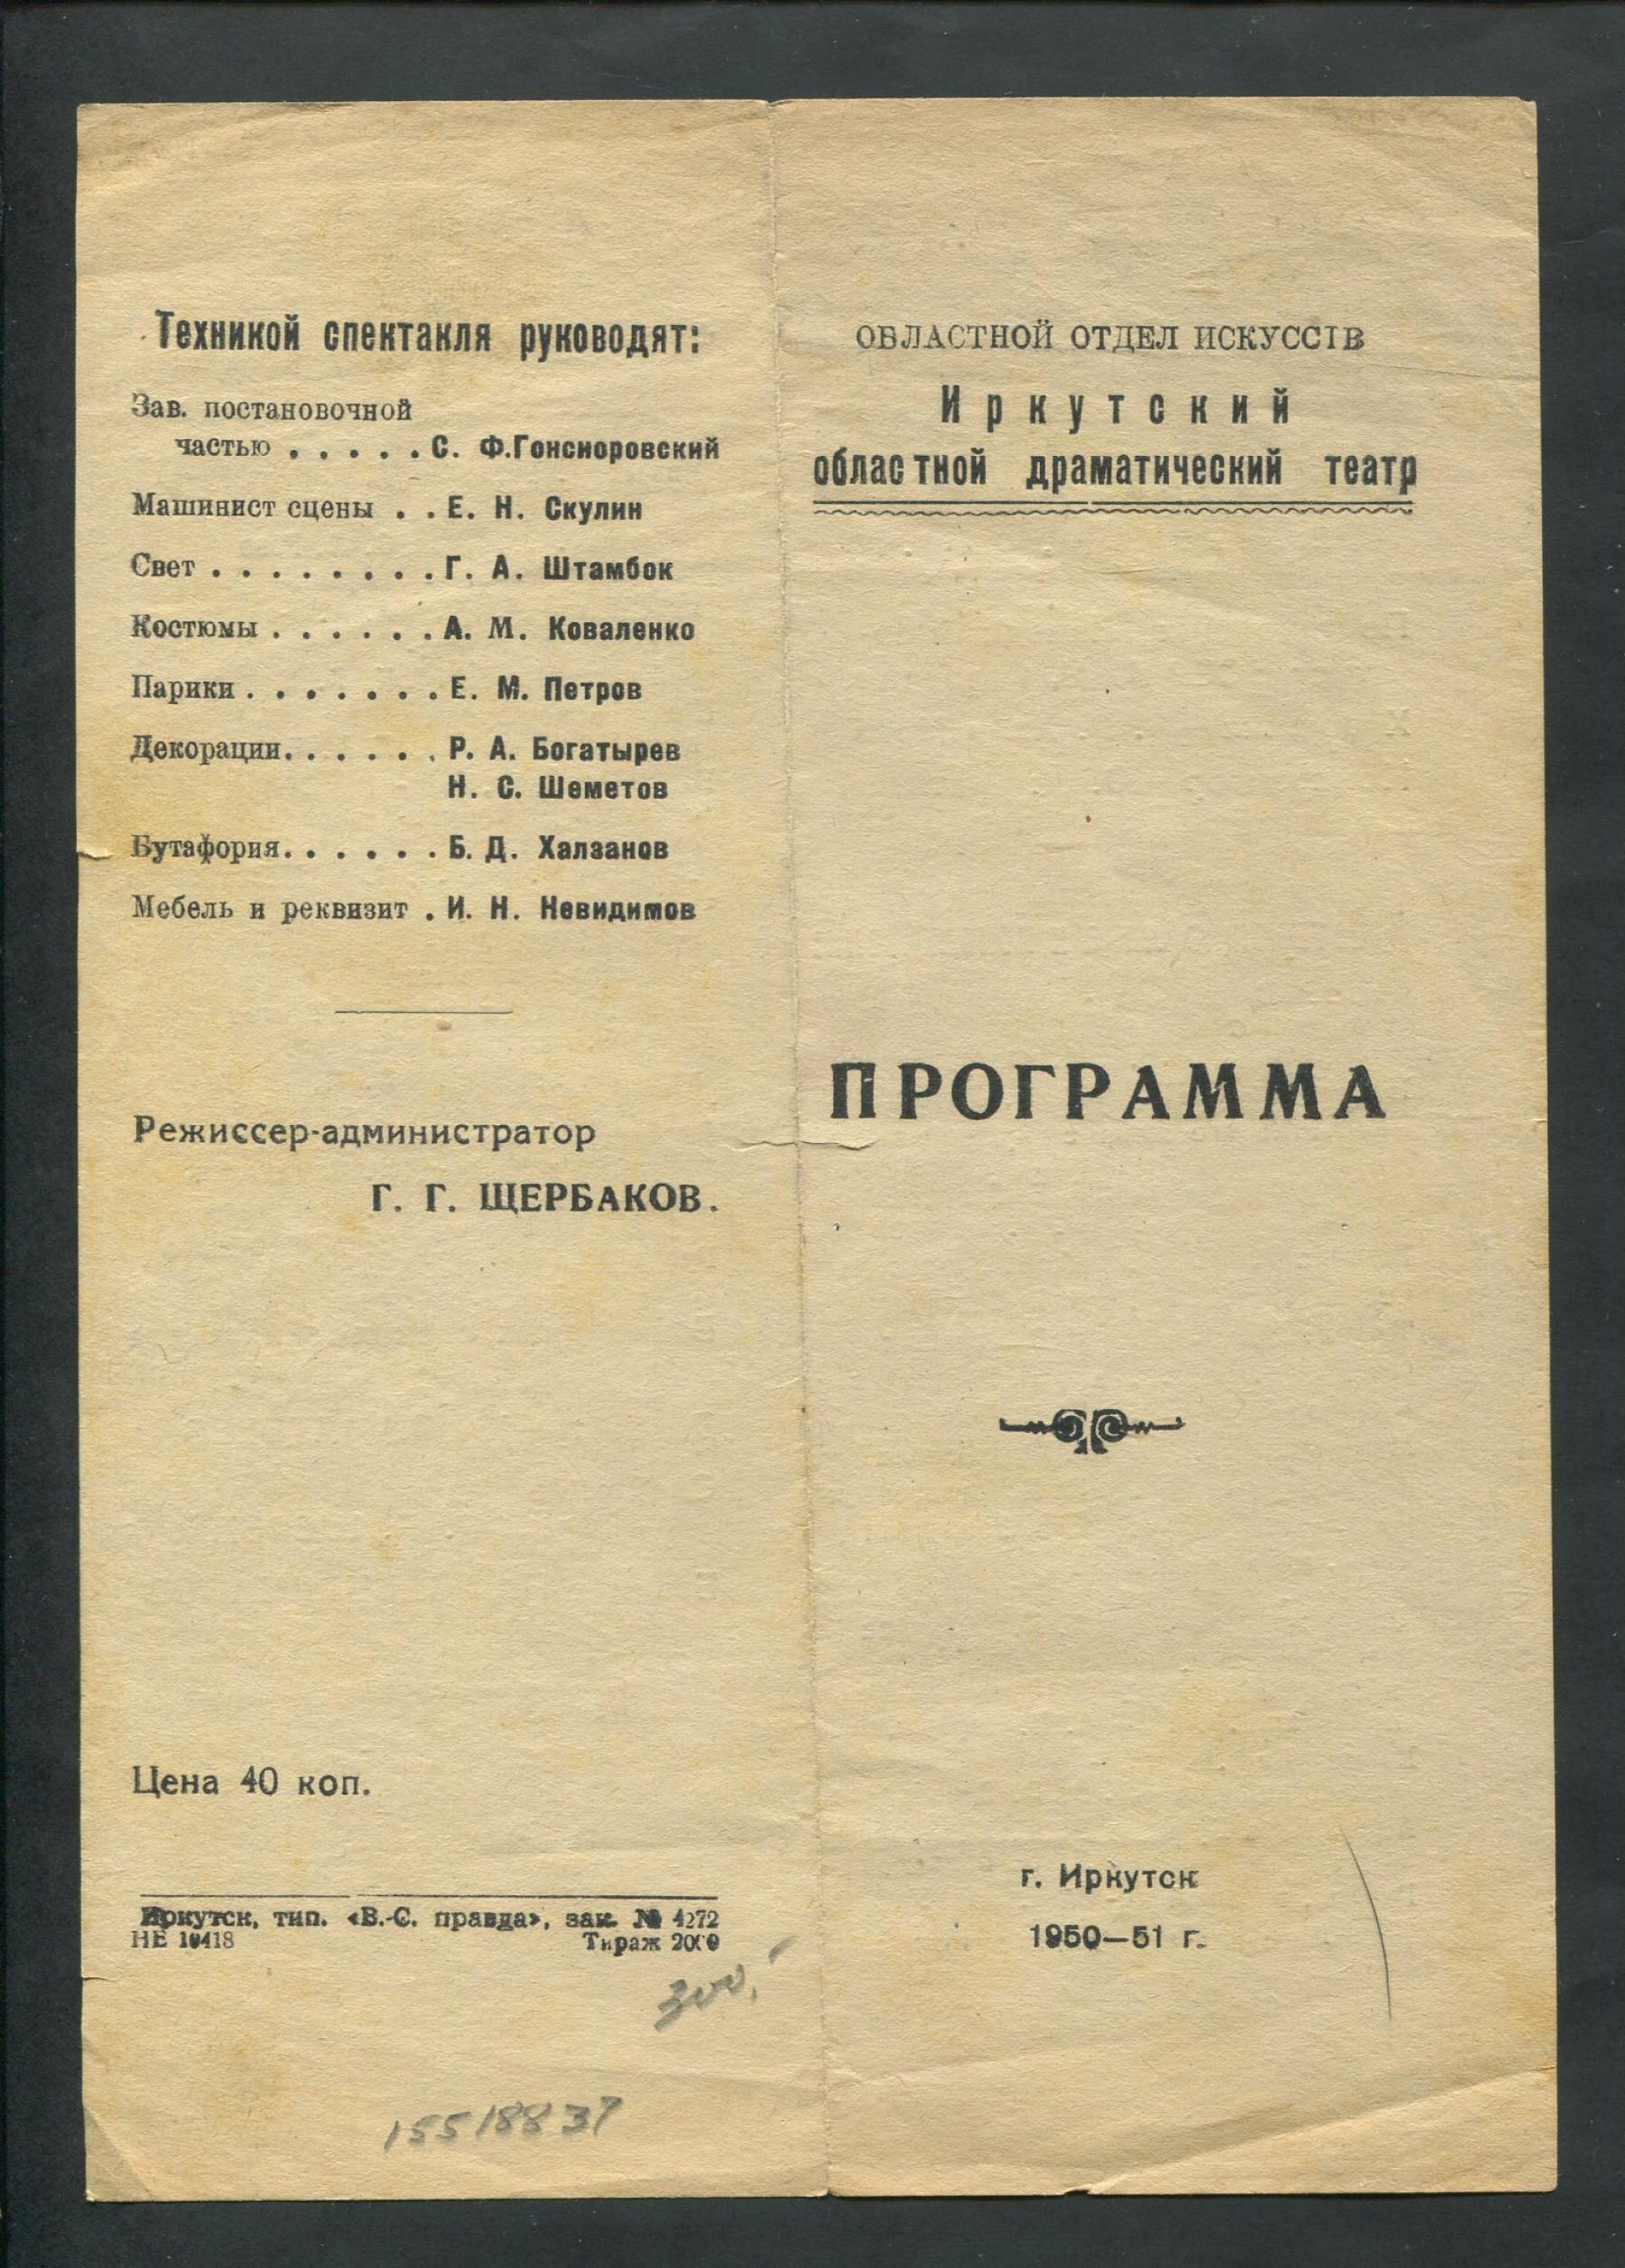 Техникой спектакля руководят:
Зав. постановочной
частью . . . . . С. Ф.Гонсиоровский
Машинист сцены . . Е. Н. Скулин
Свет . . . . . . . . Г. А. Штамбок
Костюмы . . . . . . А. М. Коваленко
Парики . . . . . . . Е. М. Петров
Декорации. . . . . . Р. А. Богатырев
Н. С. Шеметов
Бутафория. . . . . . Б. Д. Халзанов
Мебель и реквизит . И. Н. Невидимов
Режиссер-администратор
Г. Г. ЩЕРБАКОВ.
Цена 40 коп.
Иркутск, тип. «В.-С. правда», зак. № 4272
НЕ 10418 Тираж 2000
300,-
15518837
ОБЛАСТНОЙ ОТДЕЛ ИСКУССТВ
Иркутский
областной драматический театр
ПРОГРАММА
г. Иркутск
1950—51 г.